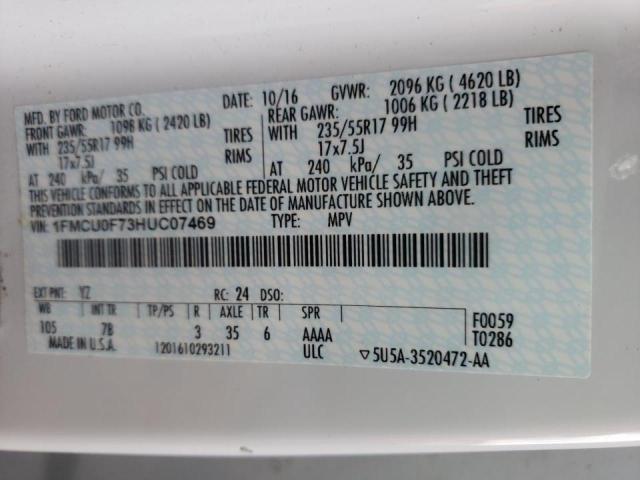 MFD. BY FORD MOTOR CO. DATE: 10/16 GVWR: 2096 KG ( 4620 LB)
FRONT GAWR: 1098 KG ( 2420 LB) REAR GAWR: 1006 KG ( 2218 LB)
WITH 235/55R17 99H TIRES WITH 235/55R17 99H TIRES
17x7.5J RIMS 17x7.5J RIMS
AT 240 kPa/ 35 PSI COLD AT 240 kPa/ 35 PSI COLD
THIS VEHICLE CONFORMS TO ALL APPLICABLE FEDERAL MOTOR VEHICLE SAFETY AND THEFT
PREVENTION STANDARDS IN EFFECT ON THE DATE OF MANUFACTURE SHOWN ABOVE.
VIN: 1FMCU0F73HUC07469 TYPE: MPV
EXT PNT: YZ RC: 24 DSO:
WB INT TR TP/PS R AXLE TR SPR F0059
105 7B 3 35 6 AAAA T0286
MADE IN U.S.A. 1201610293211 ULC ▽5U5A-3520472-AA